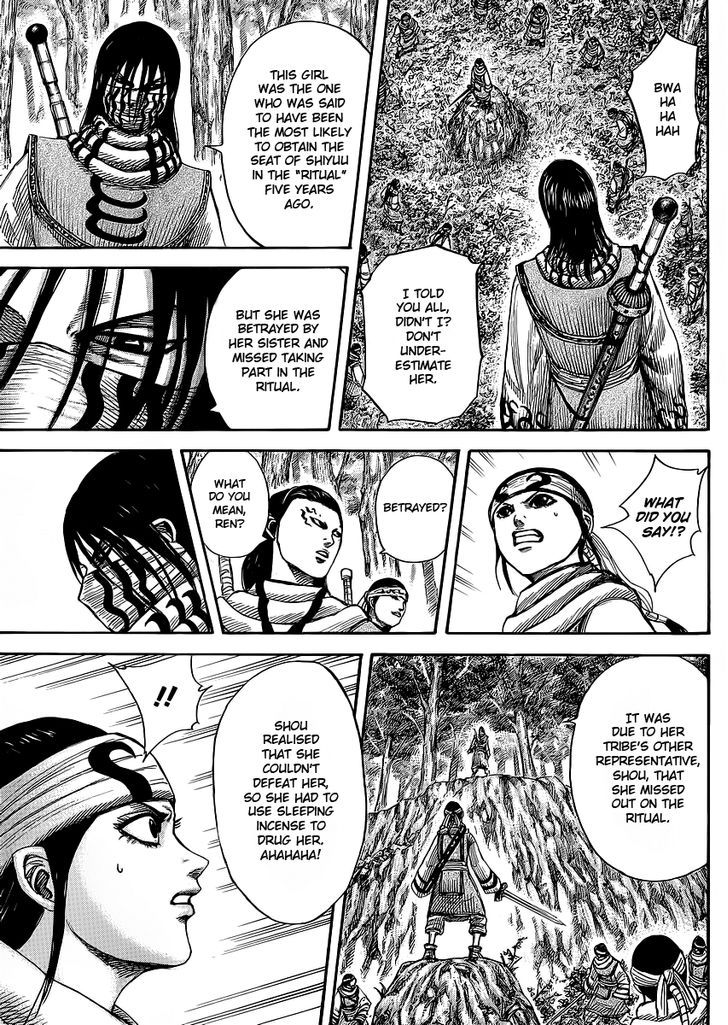 BWA
HA
HA
HAH
I TOLD
YOU ALL,
DIDN'T I?
DON'T
UNDER-
ESTIMATE
HER.
THIS GIRL
WAS THE ONE
WHO WAS SAID
TO HAVE BEEN
THE MOST LIKELY
TO OBTAIN THE
SEAT OF SHIYUU
IN THE "RITUAL"
FIVE YEARS
AGO.
BUT SHE WAS
BETRAYED BY
HER SISTER AND
MISSED TAKING
PART IN THE
RITUAL.
WHAT
DID YOU
SAY!?
BETRAYED?
WHAT
DO YOU
MEAN,
REN?
IT WAS
DUE TO HER
TRIBE'S OTHER
REPRESENTATIVE,
SHOU, THAT
SHE MISSED
OUT ON THE
RITUAL.
SHOU
REALISED
THAT SHE
COULDN'T
DEFEAT HER,
SO SHE HAD TO
USE SLEEPING
INCENSE TO
DRUG HER.
AHAHAHA!
!!